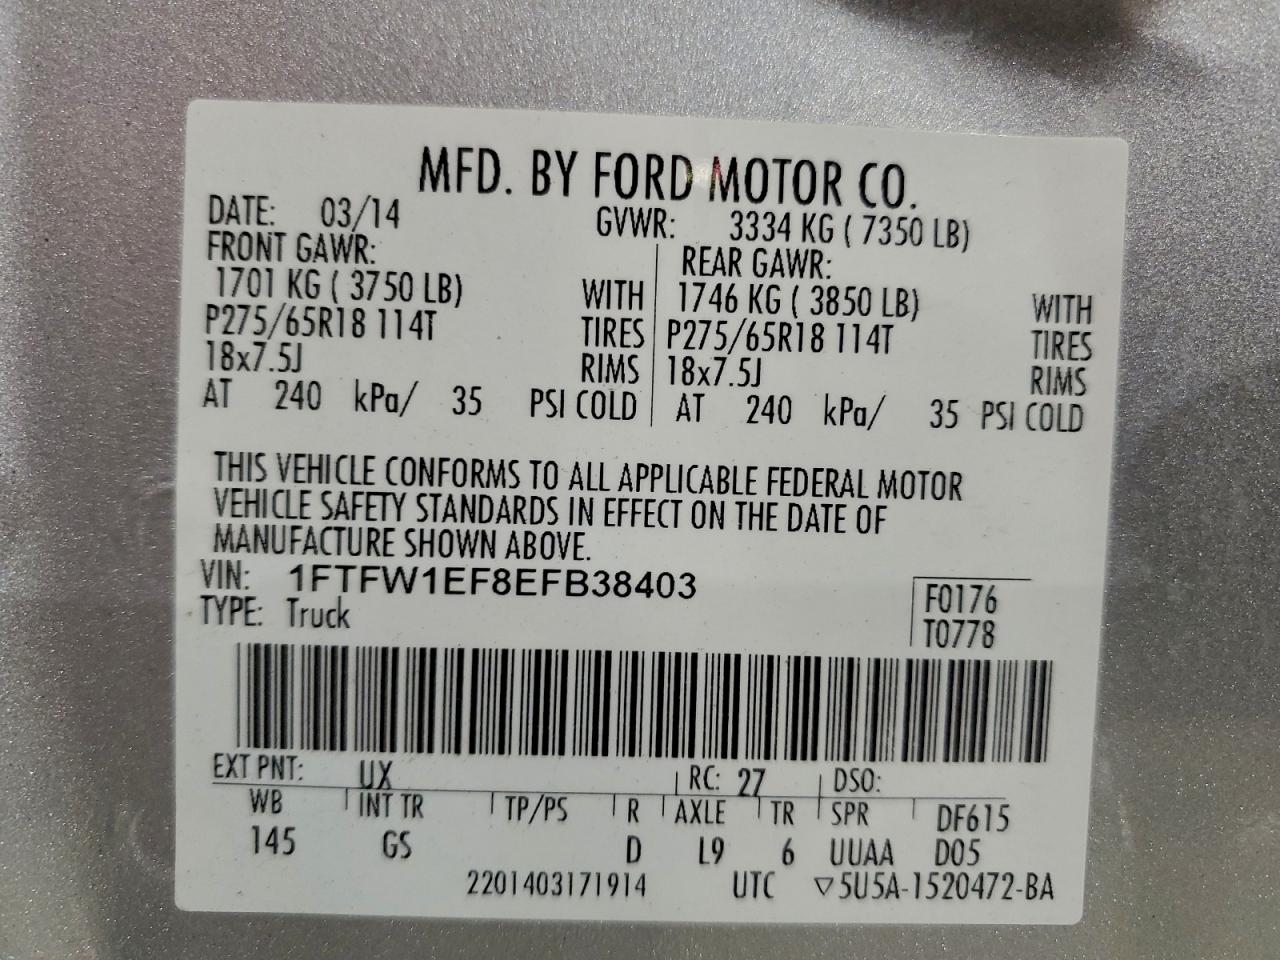 MFD. BY FORD MOTOR CO.
DATE: 03/14 GVWR: 3334 KG ( 7350 LB)
FRONT GAWR: REAR GAWR:
1701 KG ( 3750 LB) WITH 1746 KG ( 3850 LB) WITH
P275/65R18 114T TIRES P275/65R18 114T TIRES
18x7.5J RIMS 18x7.5J RIMS
AT 240 kPa/ 35 PSI COLD AT 240 kPa/ 35 PSI COLD
THIS VEHICLE CONFORMS TO ALL APPLICABLE FEDERAL MOTOR
VEHICLE SAFETY STANDARDS IN EFFECT ON THE DATE OF
MANUFACTURE SHOWN ABOVE.
VIN: 1FTFW1EF8EFB38403 F0176
TYPE: Truck T0778
EXT PNT: UX RC: 27 DSO:
WB INT TR TP/PS R AXLE TR SPR DF615
145 GS D L9 6 UUAA D05
2201403171914 UTC ▽5U5A-1520472-BA